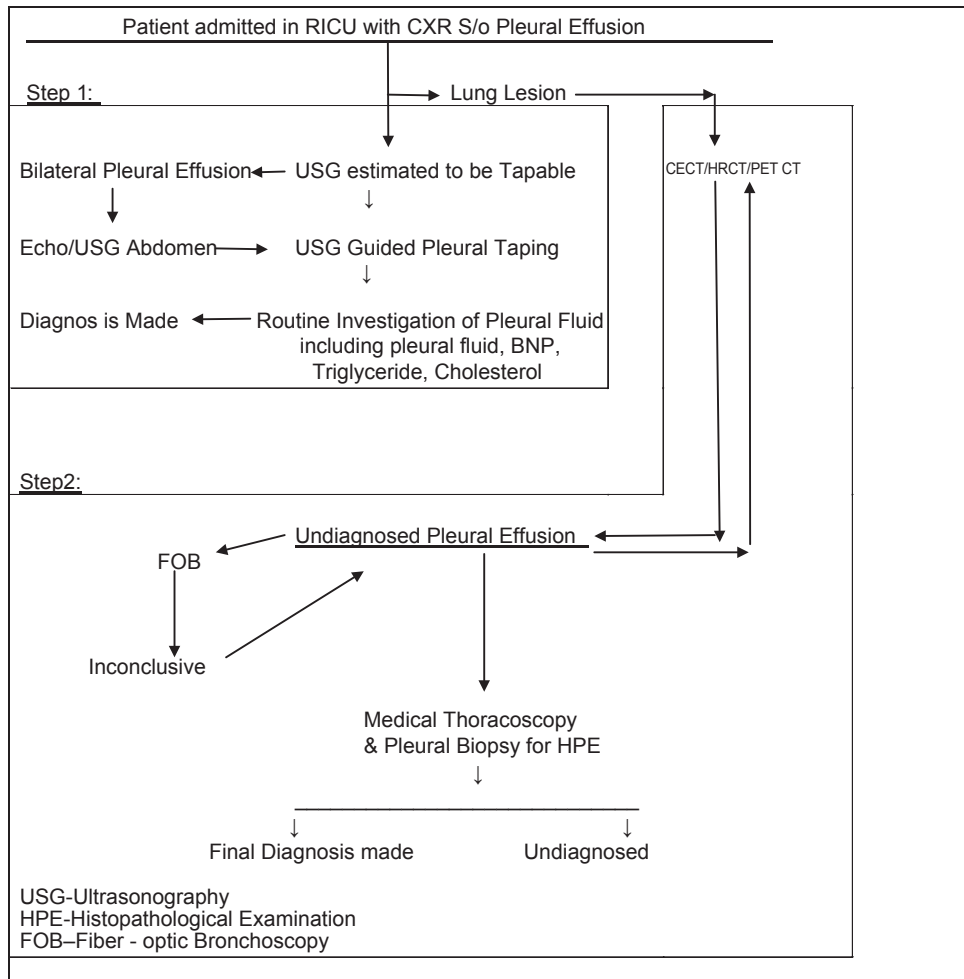 Patient admitted in RICU with CXR S/o Pleural Effusion
Step 1:
Lung Lesion
Bilateral Pleural Effusion
USG estimated to be Tapable
CECT/HRCT/PET CT
Echo/USG Abdomen
USG Guided Pleural Taping
Diagnos is Made
Routine Investigation of Pleural Fluid
including pleural fluid, BNP,
Triglyceride, Cholesterol
Step2:
Undiagnosed Pleural Effusion
FOB
Inconclusive
Medical Thoracoscopy
& Pleural Biopsy for HPE
Final Diagnosis made
Undiagnosed
USG-Ultrasonography
HPE-Histopathological Examination
FOB–Fiber - optic Bronchoscopy